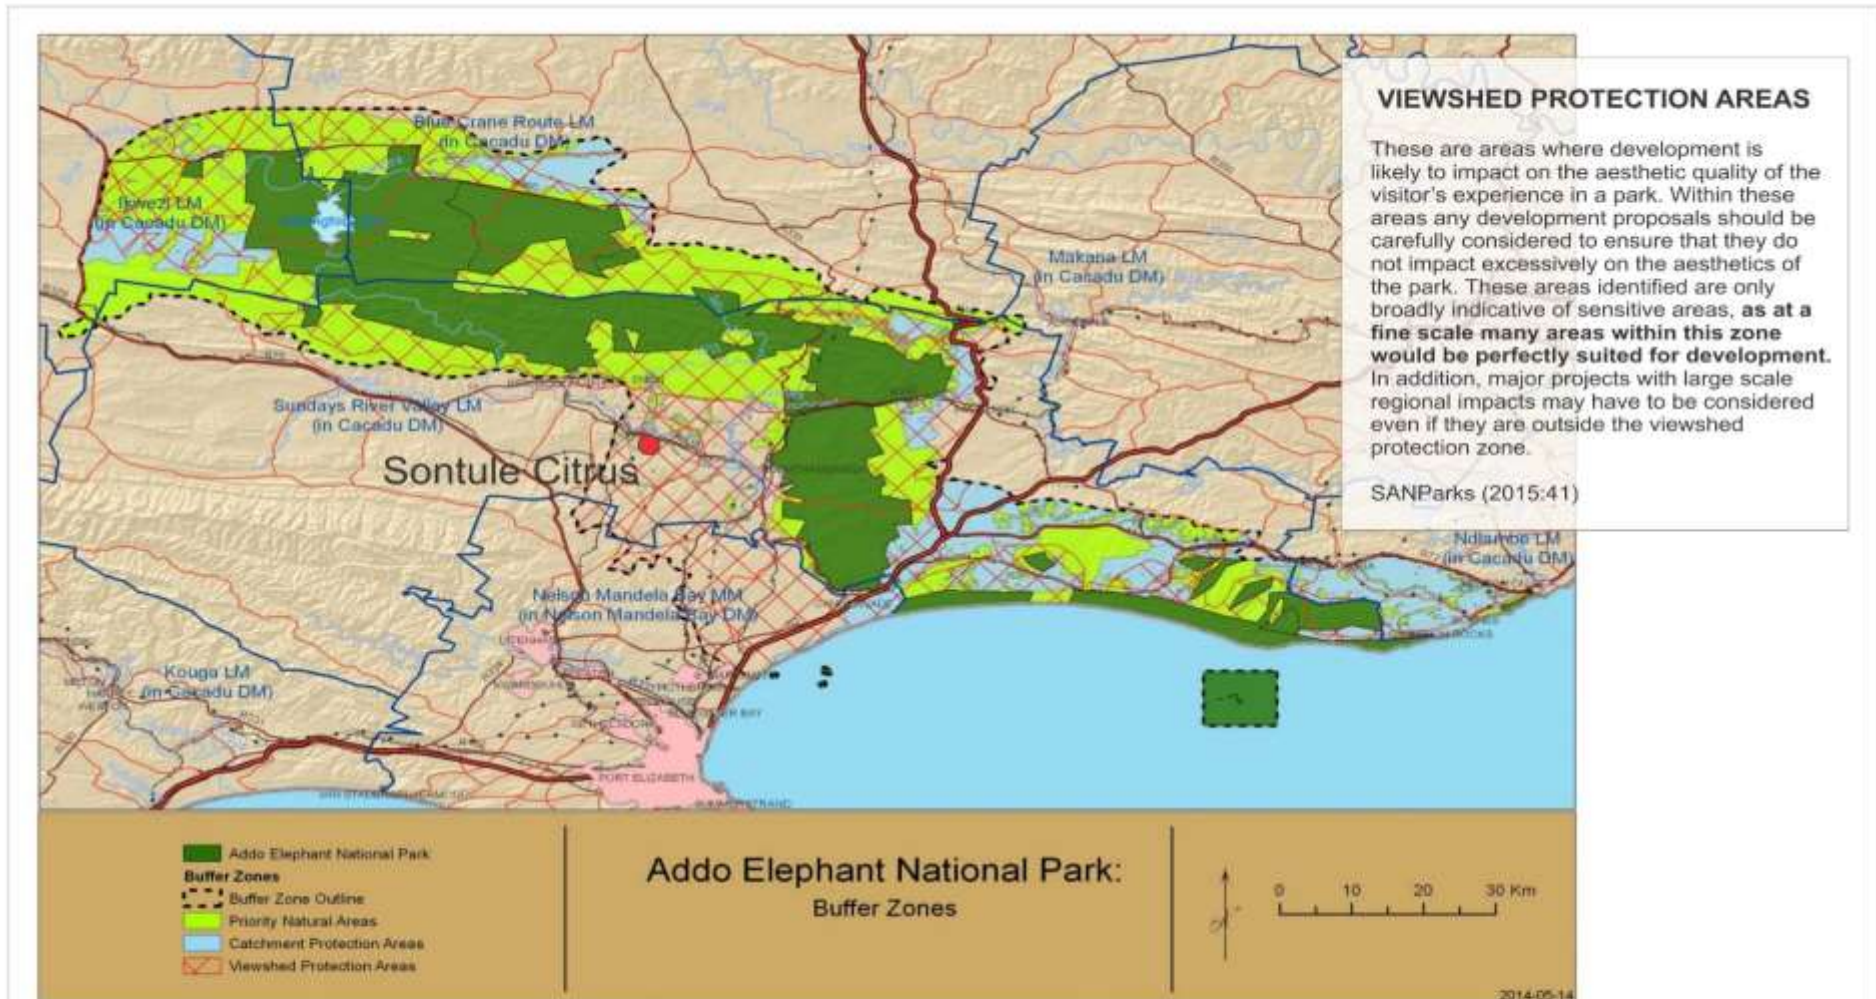 VIEWSHED PROTECTION AREAS
These are areas where development is
likely to impact on the aesthetic quality of the
visitor's experience in a park. Within these
areas any development proposals should be
carefully considered to ensure that they do
not impact excessively on the aesthetics of
the park. These areas identified are only
broadly indicative of sensitive areas, as at a
fine scale many areas within this zone
would be perfectly suited for development.
In addition, major projects with large scale
regional impacts may have to be considered
even if they are outside the viewshed
protection zone.
SANParks (2015:41)
Blue Crane Route LM
(in Cacadu DM)
Ikwezi LM
(in Cacadu DM)
Makana LM
(in Cacadu DM)
Sundays River Valley LM
(in Cacadu DM)
Sontule Citrus
Ndlambe LM
(in Cacadu DM)
Nelson Mandela Bay MM
(in Nelson Mandela Bay DM)
Kouga LM
(in Cacadu DM)
PORT ELIZABETH
Addo Elephant National Park
Buffer Zones
Buffer Zone Outline
Priority Natural Areas
Catchment Protection Areas
Viewshed Protection Areas
Addo Elephant National Park:
Buffer Zones
0 10 20 30 Km
2014-05-14